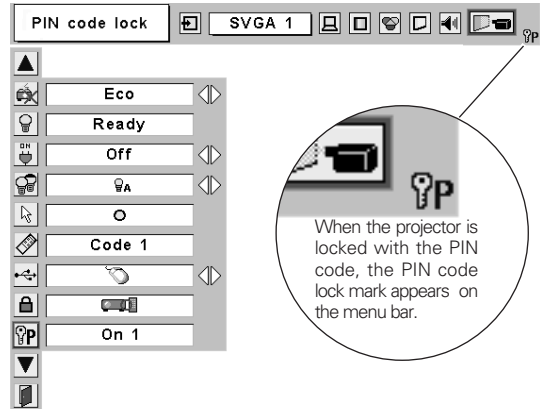 PIN code lock
SVGA 1
P
Eco
Ready
ON
Off
A
Code 1
P
On 1
P
When the projector is
locked with the PIN
code, the PIN code
lock mark appears on
the menu bar.